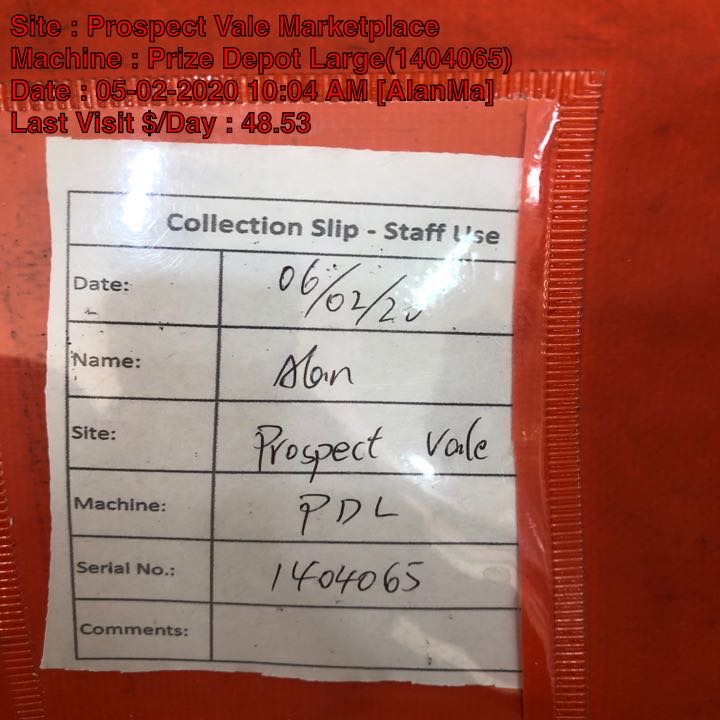 Site : Prospect Vale Marketplace
Machine : Prize Depot Large(1404065)
Date : 05-02-2020 10:04 AM [AlanMa]
Last Visit $/Day : 48.53
Collection Slip - Staff Use
Date: 06/02/20
Name: Alan
Site: Prospect Vale
Machine: PDL
Serial No.: 1404065
Comments: